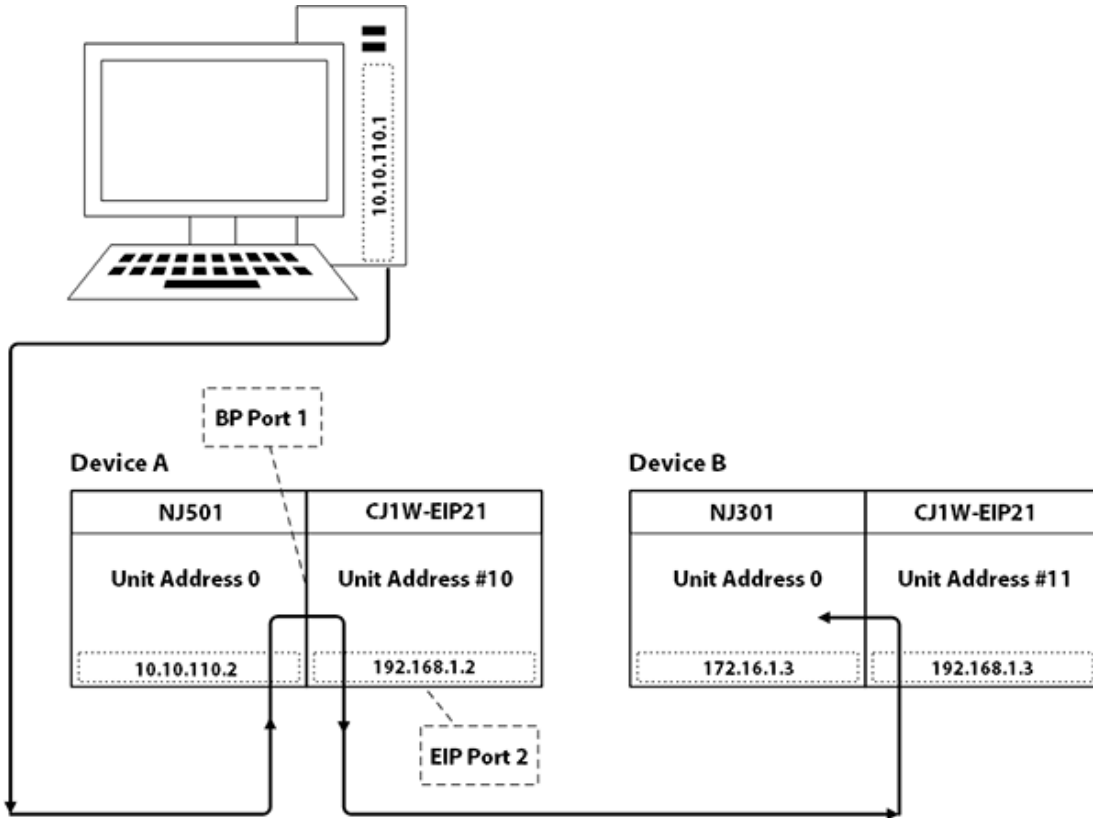 10.10.110.1
BP Port 1
Device A
Device B
NJ501
CJ1W-EIP21
NJ301
CJ1W-EIP21
Unit Address 0
Unit Address #10
Unit Address 0
Unit Address #11
10.10.110.2
192.168.1.2
172.16.1.3
192.168.1.3
EIP Port 2